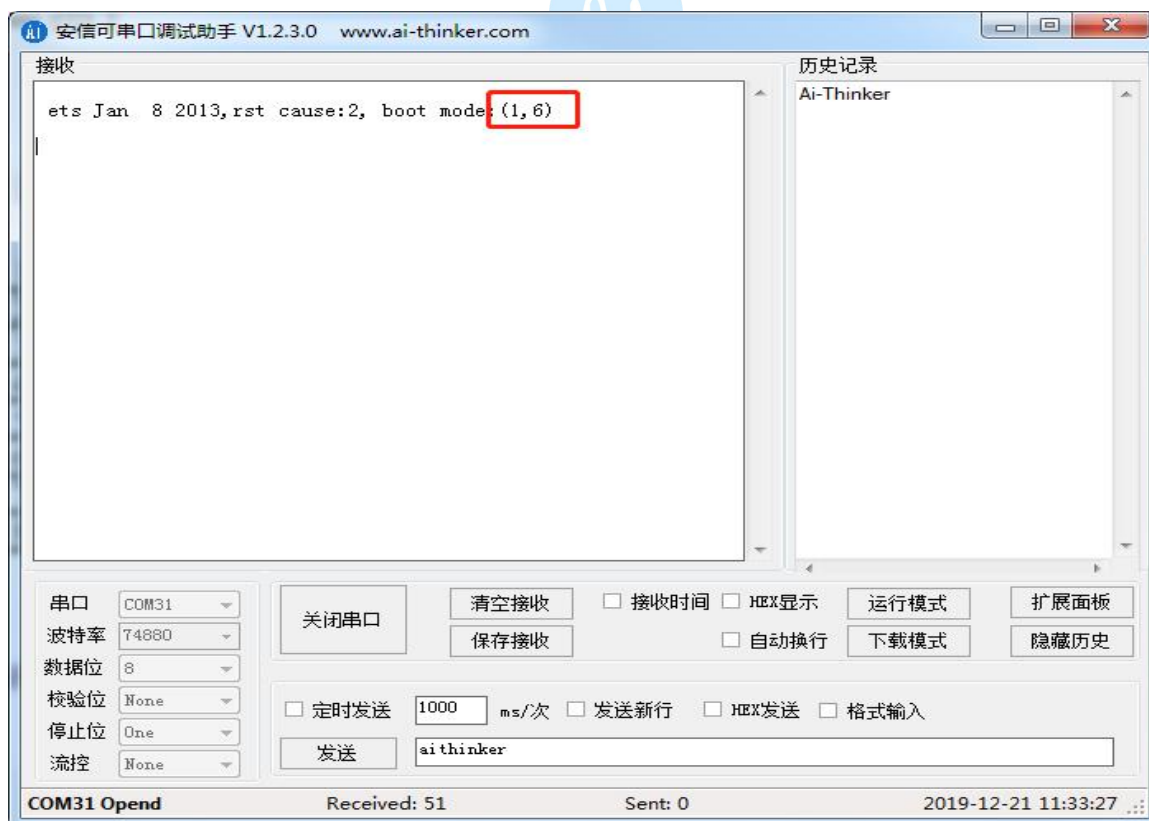 安信可串口调试助手 V1.2.3.0 www.ai-thinker.com
接收
ets Jan 8 2013,rst cause:2, boot mode:(1,6)
历史记录
Ai-Thinker
串口 COM31
波特率 74880
数据位 8
校验位 None
停止位 One
流控 None
关闭串口
清空接收 接收时间 HEX显示 运行模式 扩展面板
保存接收 自动换行 下载模式 隐藏历史
定时发送 1000 ms/次 发送新行 HEX发送 格式输入
发送 aithinker
COM31 Opend Received: 51 Sent: 0 2019-12-21 11:33:27